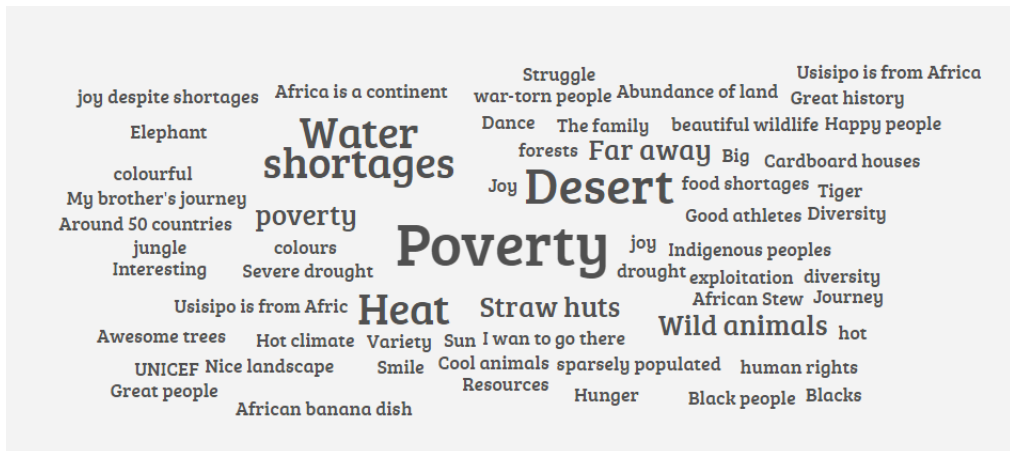 Struggle
Usisipo is from Africa
joy despite shortages
Africa is a continent
war-torn people
Abundance of land
Great history
Elephant
Water
shortages
Dance
The family
beautiful wildlife
Happy people
forests
Far away
Big
Cardboard houses
colourful
Joy
Desert
food shortages
Tiger
My brother's journey
poverty
Good athletes
Diversity
Around 50 countries
jungle
colours
Poverty
joy
Indigenous peoples
Interesting
Severe drought
drought
exploitation
diversity
Usisipo is from Afric
Heat
Straw huts
African Stew
Journey
Wild animals
hot
Awesome trees
Hot climate
Variety
Sun
I wan to go there
UNICEF
Nice landscape
Smile
Cool animals
sparsely populated
human rights
Great people
Resources
Hunger
Black people
Blacks
African banana dish